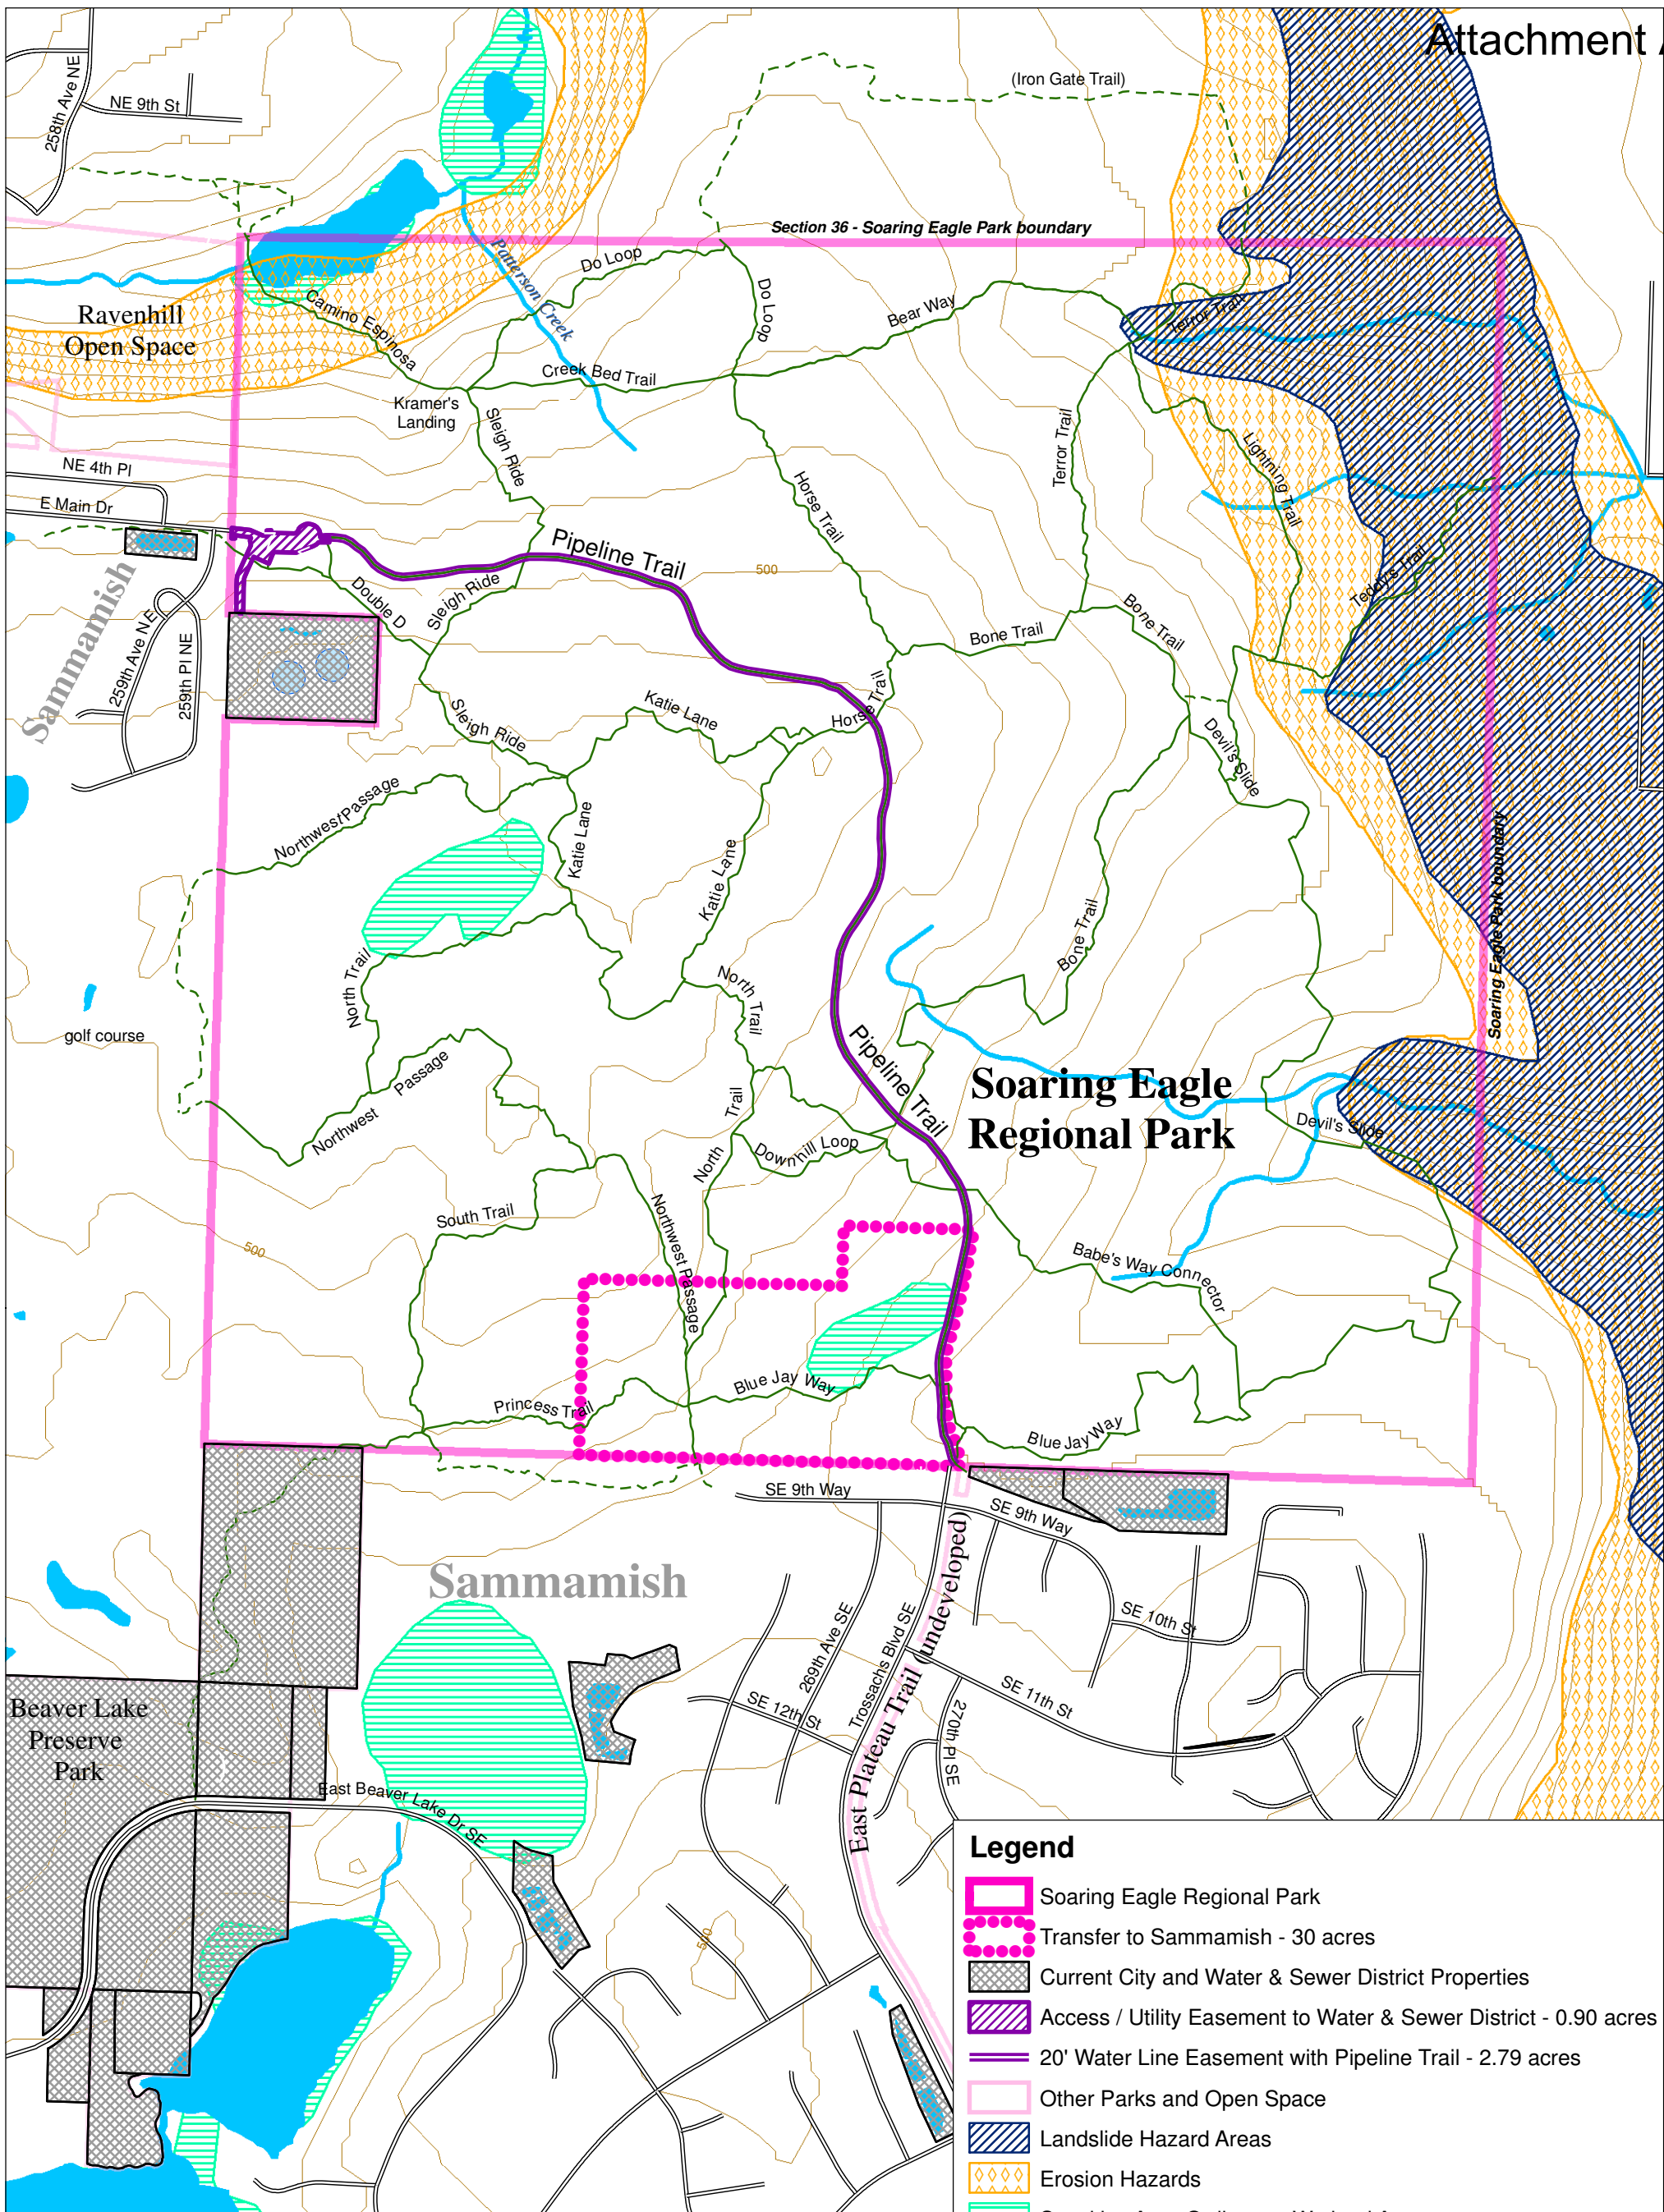 Attachment
258th Ave NE
NE 9th St
(Iron Gate Trail)
Section 36 - Soaring Eagle Park boundary
Patterson Creek
Do Loop
Do Loop
Bear Way
Terror Trail
Camino Espinosa
Ravenhill
Open Space
Creek Bed Trail
Kramer's
Landing
Sleigh Ride
Terror Trail
Lightning Trail
NE 4th Pl
E Main Dr
Horse Trail
Pipeline Trail
500
Teddy's Trail
Sammamish
Double D
Sleigh Ride
Bone Trail
Bone Trail
259th Ave NE
259th Pl NE
Horse Trail
Katie Lane
Sleigh Ride
Devil's Slide
Northwest Passage
Katie Lane
Katie Lane
Soaring Eagle Park boundary
Bone Trail
North Trail
North Trail
golf course
Pipeline Trail
Soaring Eagle
Regional Park
Northwest Passage
North Trail
Downhill Loop
Devil's Slide
South Trail
500
Northwest Passage
Babe's Way Connector
Princess Trail
Blue Jay Way
Blue Jay Way
SE 9th Way
SE 9th Way
Sammamish
269th Ave SE
Trossachs Blvd SE
East Plateau Trail (undeveloped)
SE 10th St
SE 11th St
SE 12th St
270th Pl SE
Beaver Lake
Preserve
Park
East Beaver Lake Dr SE
500
Legend
Soaring Eagle Regional Park
Transfer to Sammamish - 30 acres
Current City and Water & Sewer District Properties
Access / Utility Easement to Water & Sewer District - 0.90 acres
20' Water Line Easement with Pipeline Trail - 2.79 acres
Other Parks and Open Space
Landslide Hazard Areas
Erosion Hazards